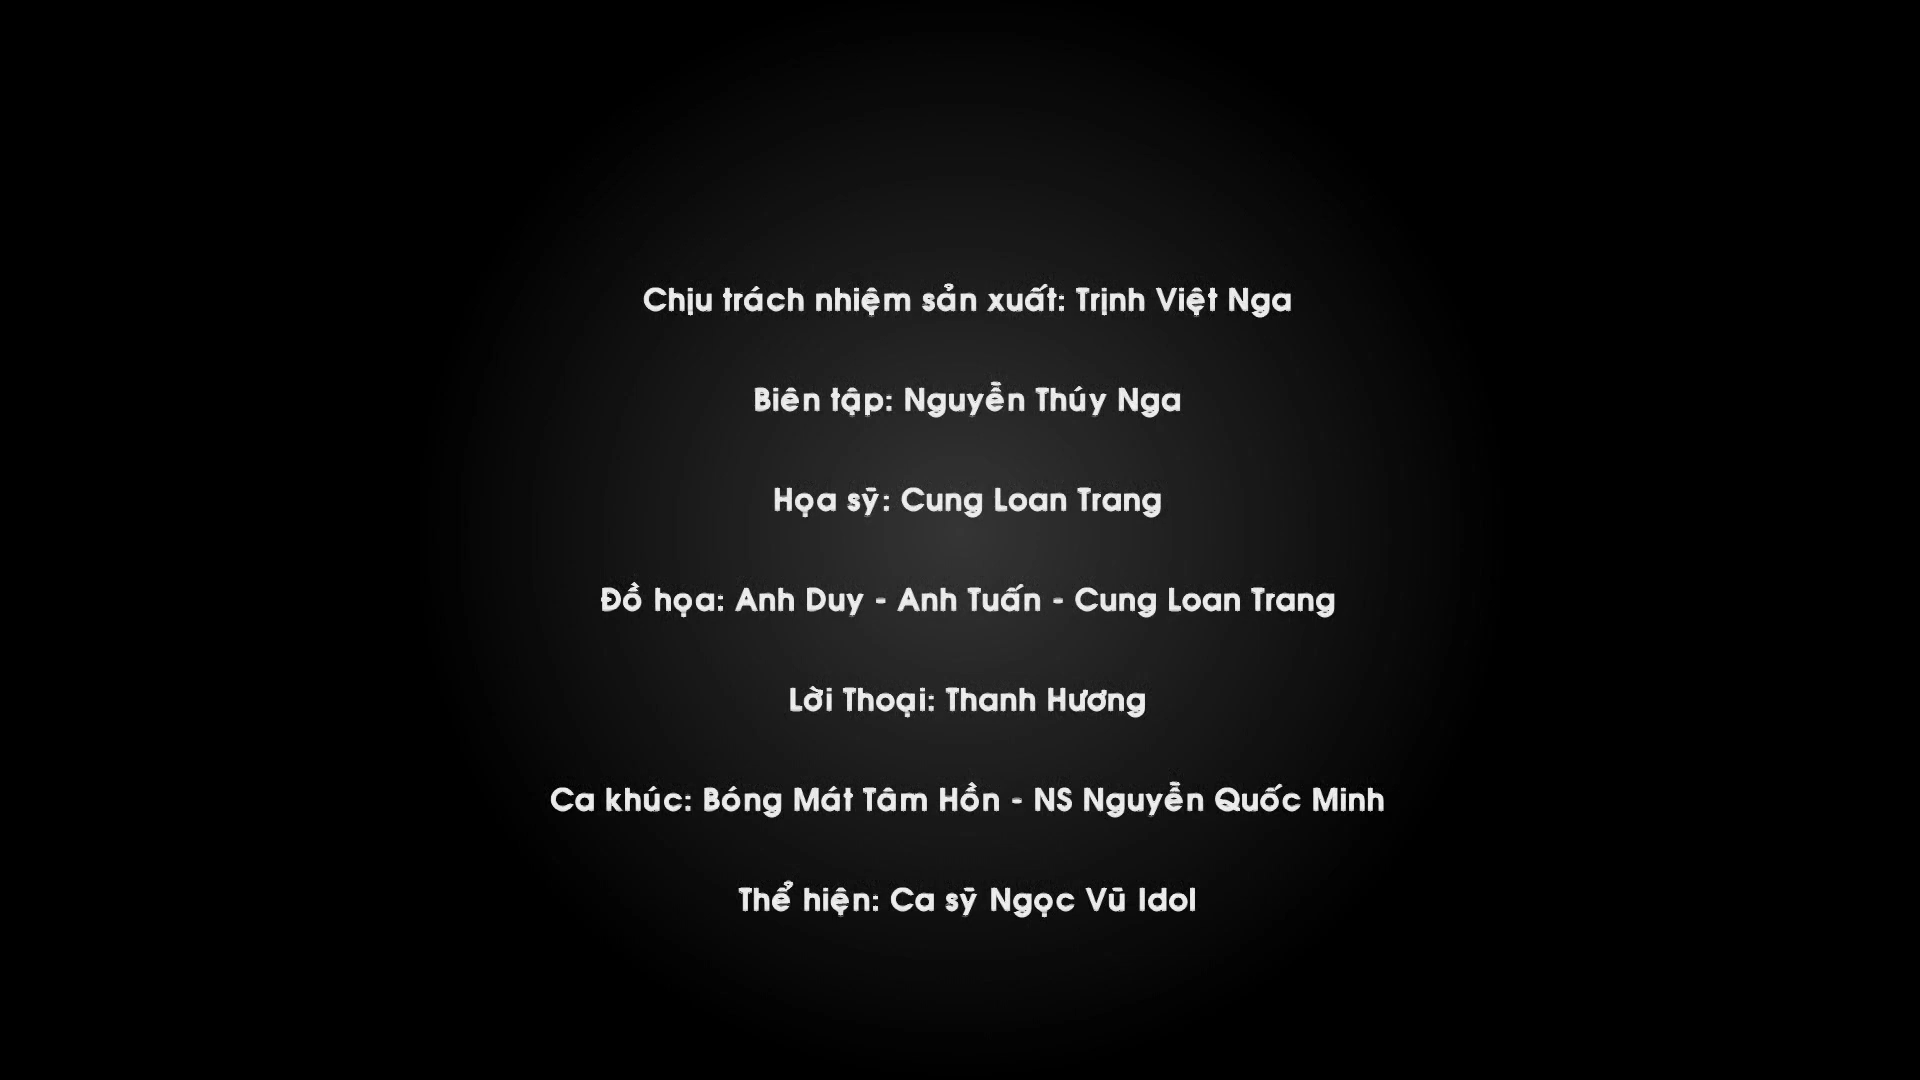 Chịu trách nhiệm sản xuất: Trịnh Việt Nga
Biên tập: Nguyễn Thúy Nga
Họa sỹ: Cung Loan Trang
Đồ họa: Anh Duy - Anh Tuấn - Cung Loan Trang
Lời Thoại: Thanh Hương
Ca khúc: Bóng Mát Tâm Hồn - NS Nguyễn Quốc Minh
Thể hiện: Ca sỹ Ngọc Vũ Idol